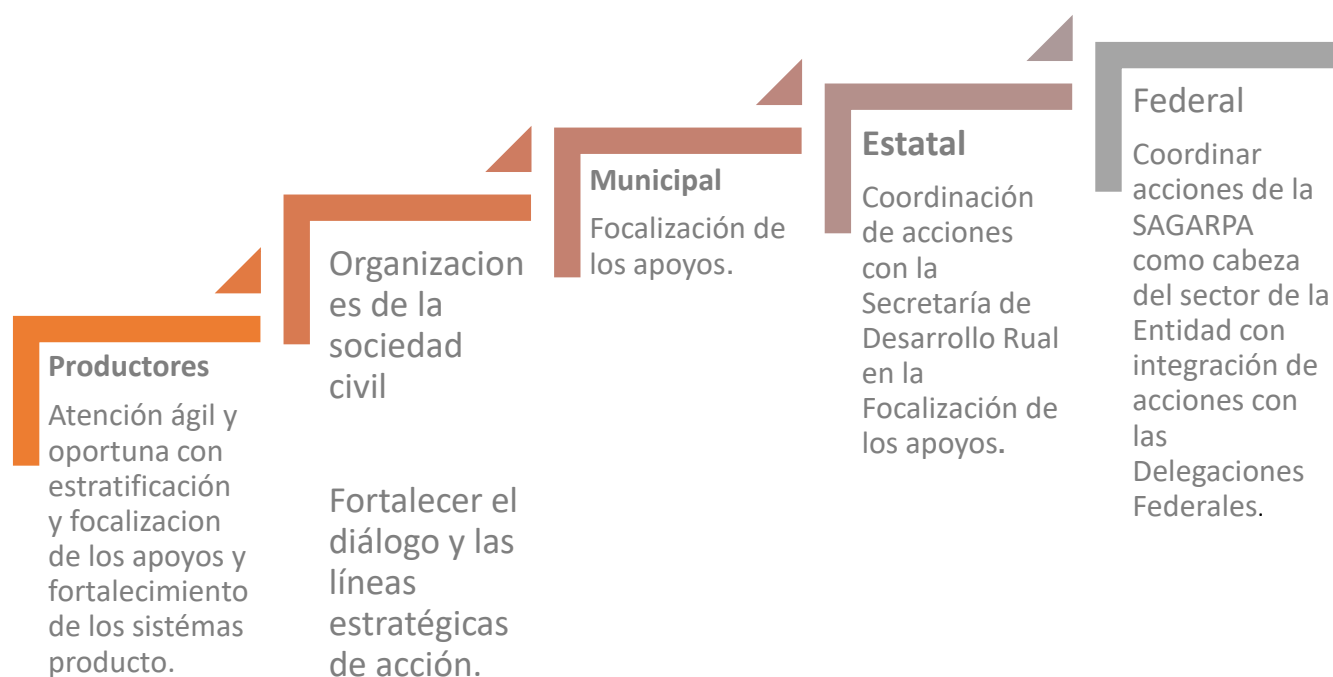 Productores
Atención ágil y
oportuna con
estratificación
y focalizacion
de los apoyos y
fortalecimiento
de los sistémas
producto.
Organizacion
es de la
sociedad
civil
Fortalecer el
diálogo y las
líneas
estratégicas
de acción.
Municipal
Focalización de
los apoyos.
Estatal
Coordinación
de acciones
con la
Secretaría de
Desarrollo Rual
en la
Focalización de
los apoyos.
Federal
Coordinar
acciones de la
SAGARPA
como cabeza
del sector de la
Entidad con
integración de
acciones con
las
Delegaciones
Federales.